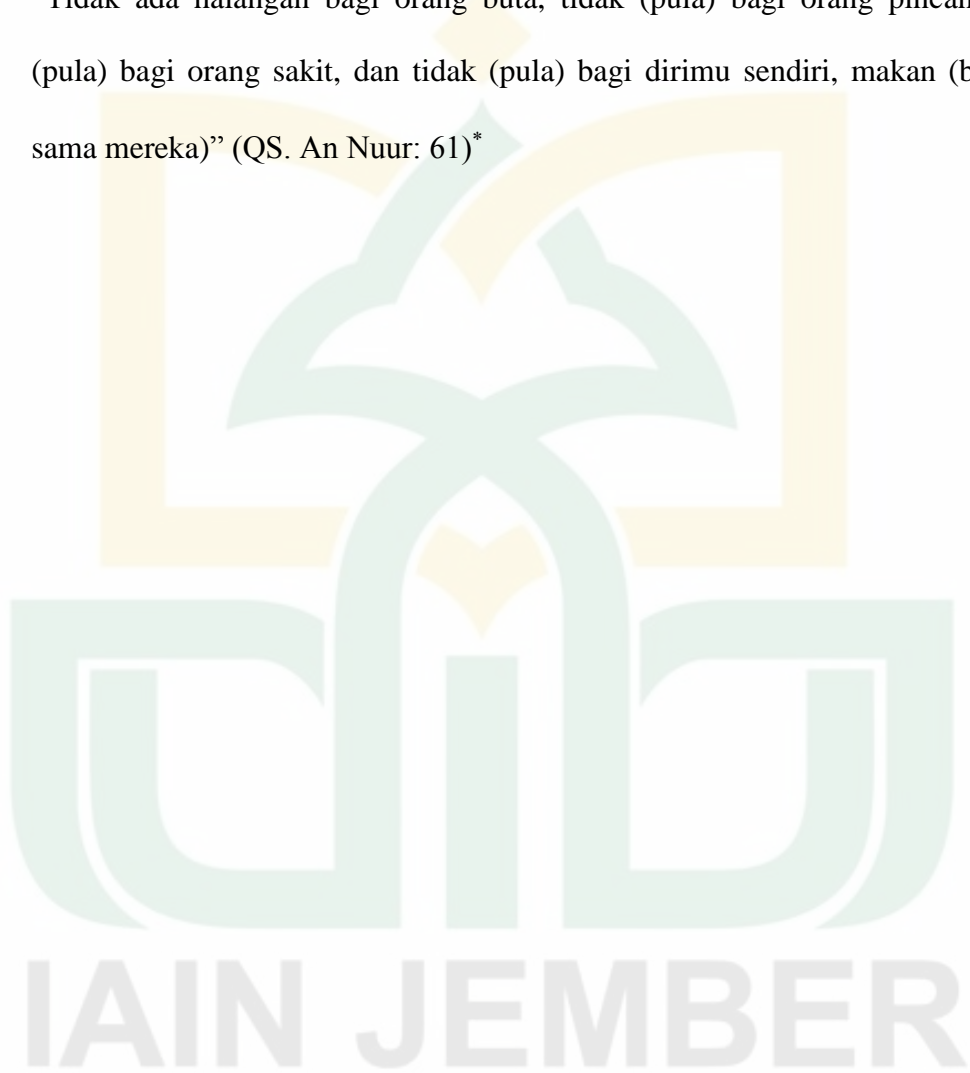 Tidak ada halangan bagi orang buta, tidak (pula) bagi orang
(pula) bagi orang sakit, dan tidak (pula) bagi dirimu sendiri, makan
sama mereka)” (QS. An Nuur: 61)*
IAIN JEMBER